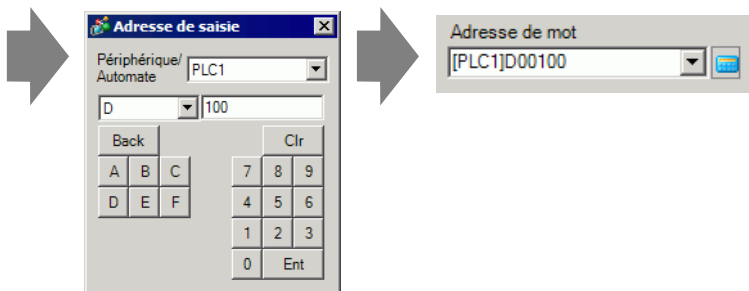 Adresse de saisie
Périphérique/
Automate
PLC1
D
100
Back
Clr
A B C 7 8 9
D E F 4 5 6
1 2 3
0 Ent
Adresse de mot
[PLC1]D00100